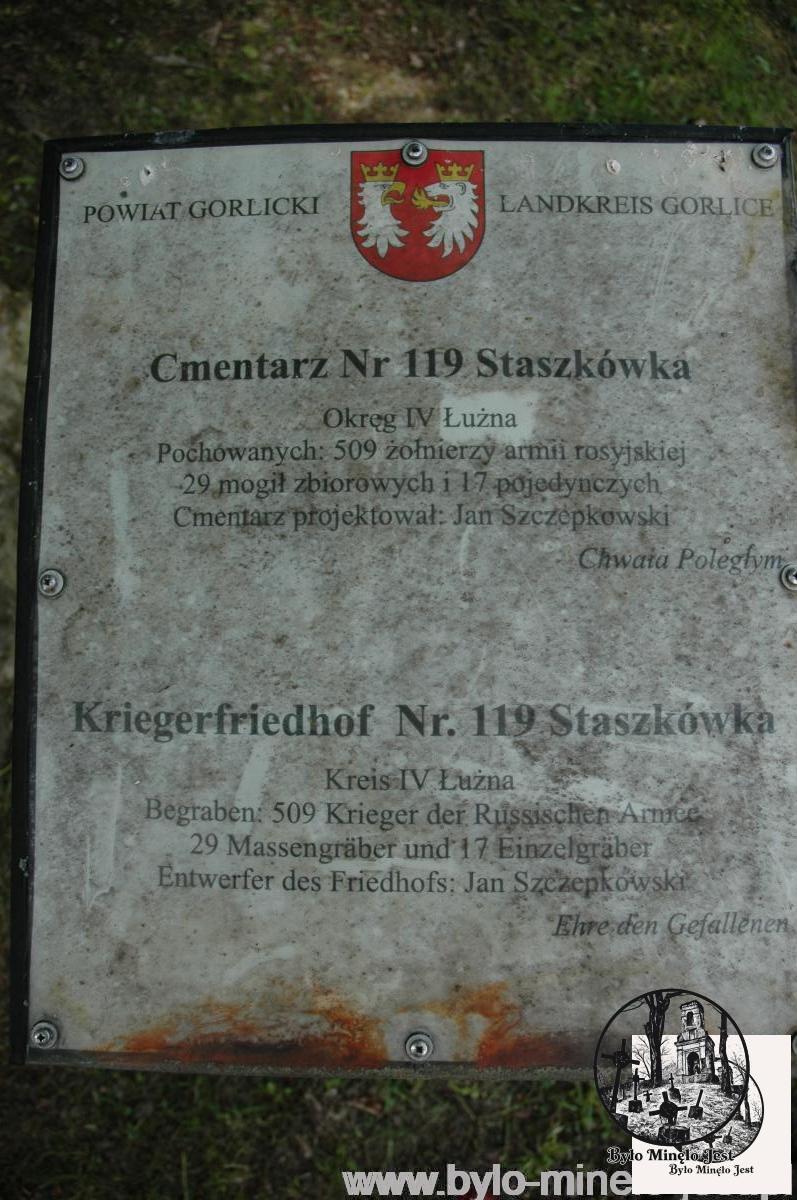 POWIAT GORLICKI
LANDKREIS GORLICE
Cmentarz Nr 119 Staszkówka
Okręg IV Łużna
Pochowanych: 509 żołnierzy armii rosyjskiej
29 mogił zbiorowych i 17 pojedynczych
Cmentarz projektował: Jan Szczepkowski
Chwała Poległym
Kriegerfriedhof Nr. 119 Staszkówka
Kreis IV Łużna
Begraben: 509 Krieger der Russischen Armee
29 Massengräber und 17 Einzelgräber
Entwerfer des Friedhofs: Jan Szczepkowski
Ehre den Gefallenen
Było Minęło Jest
Było Minęło Jest